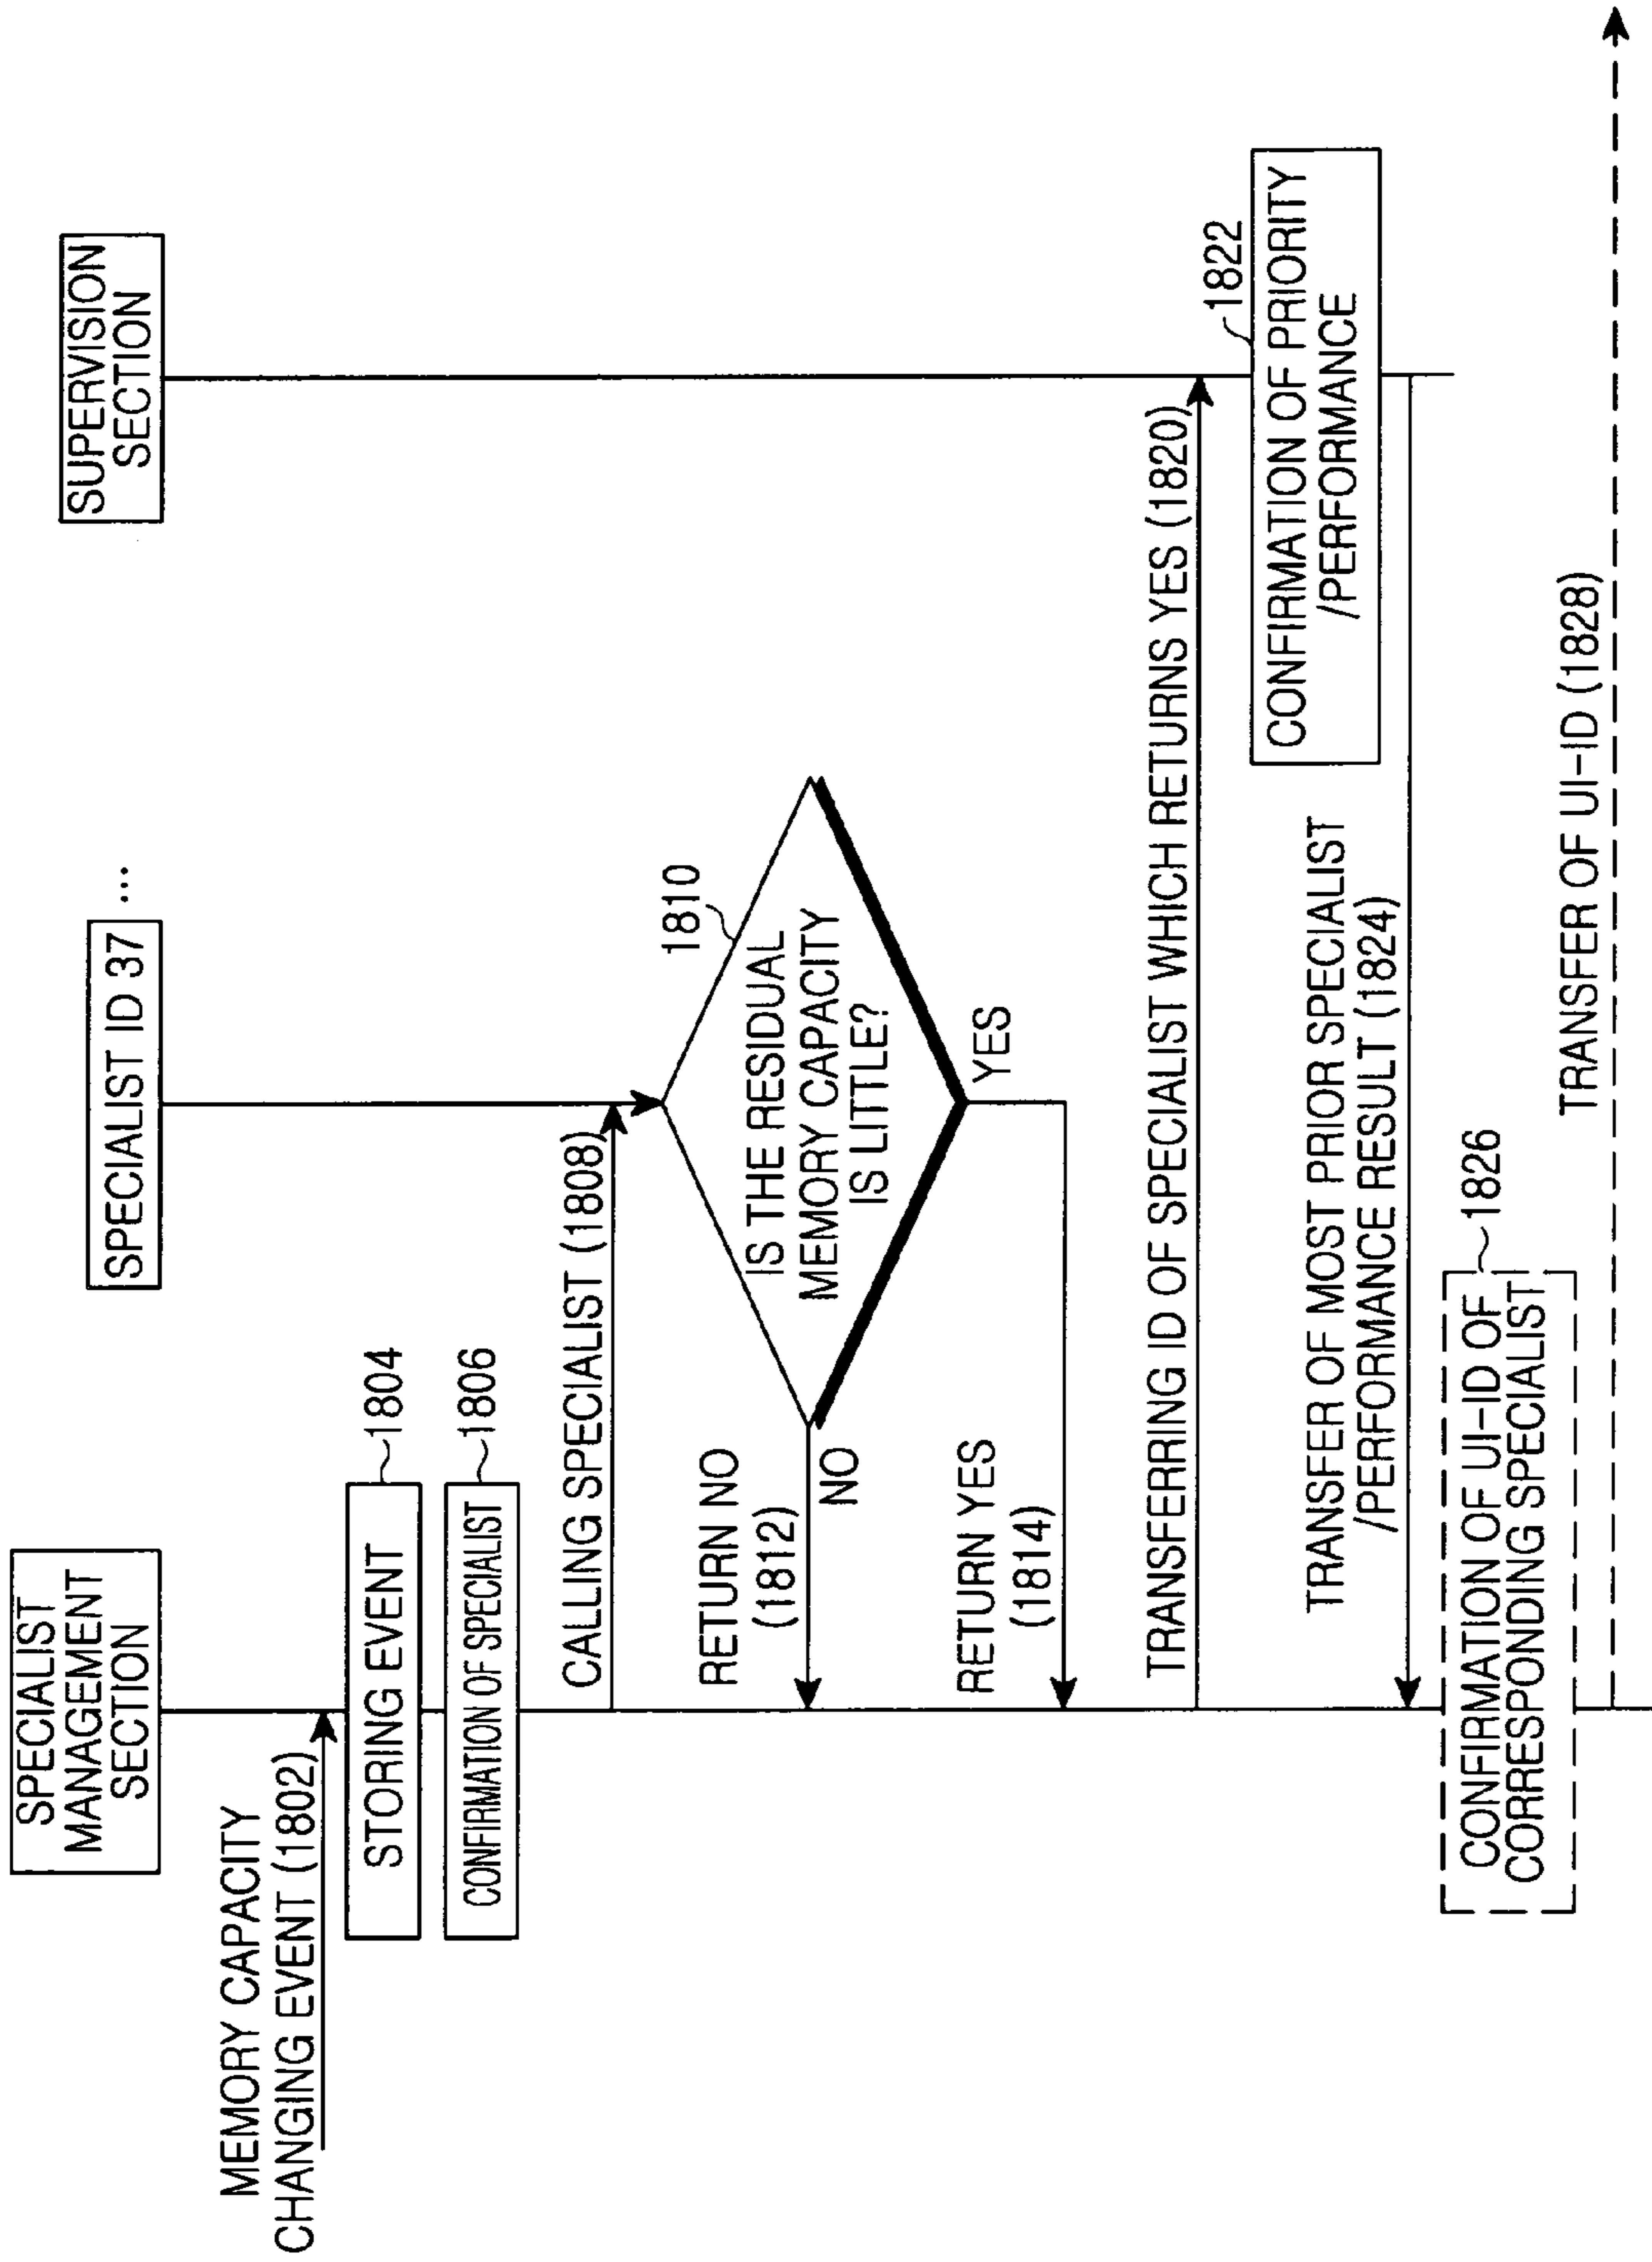 SPECIALIST
MANAGEMENT
SECTION
SPECIALIST ID 37 ...
SUPERVISION
SECTION
MEMORY CAPACITY
CHANGING EVENT (1802)
STORING EVENT
1804
CONFIRMATION OF SPECIALIST
1806
CALLING SPECIALIST (1808)
1810
IS THE RESIDUAL
MEMORY CAPACITY
IS LITTLE?
RETURN NO
(1812)
NO
RETURN YES
(1814)
YES
TRANSFERRING ID OF SPECIALIST WHICH RETURNS YES (1820)
1822
CONFIRMATION OF PRIORITY
/PERFORMANCE
TRANSFER OF MOST PRIOR SPECIALIST
/PERFORMANCE RESULT (1824)
CONFIRMATION OF UI-ID OF
CORRESPONDING SPECIALIST
1826
TRANSFER OF UI-ID (1828)